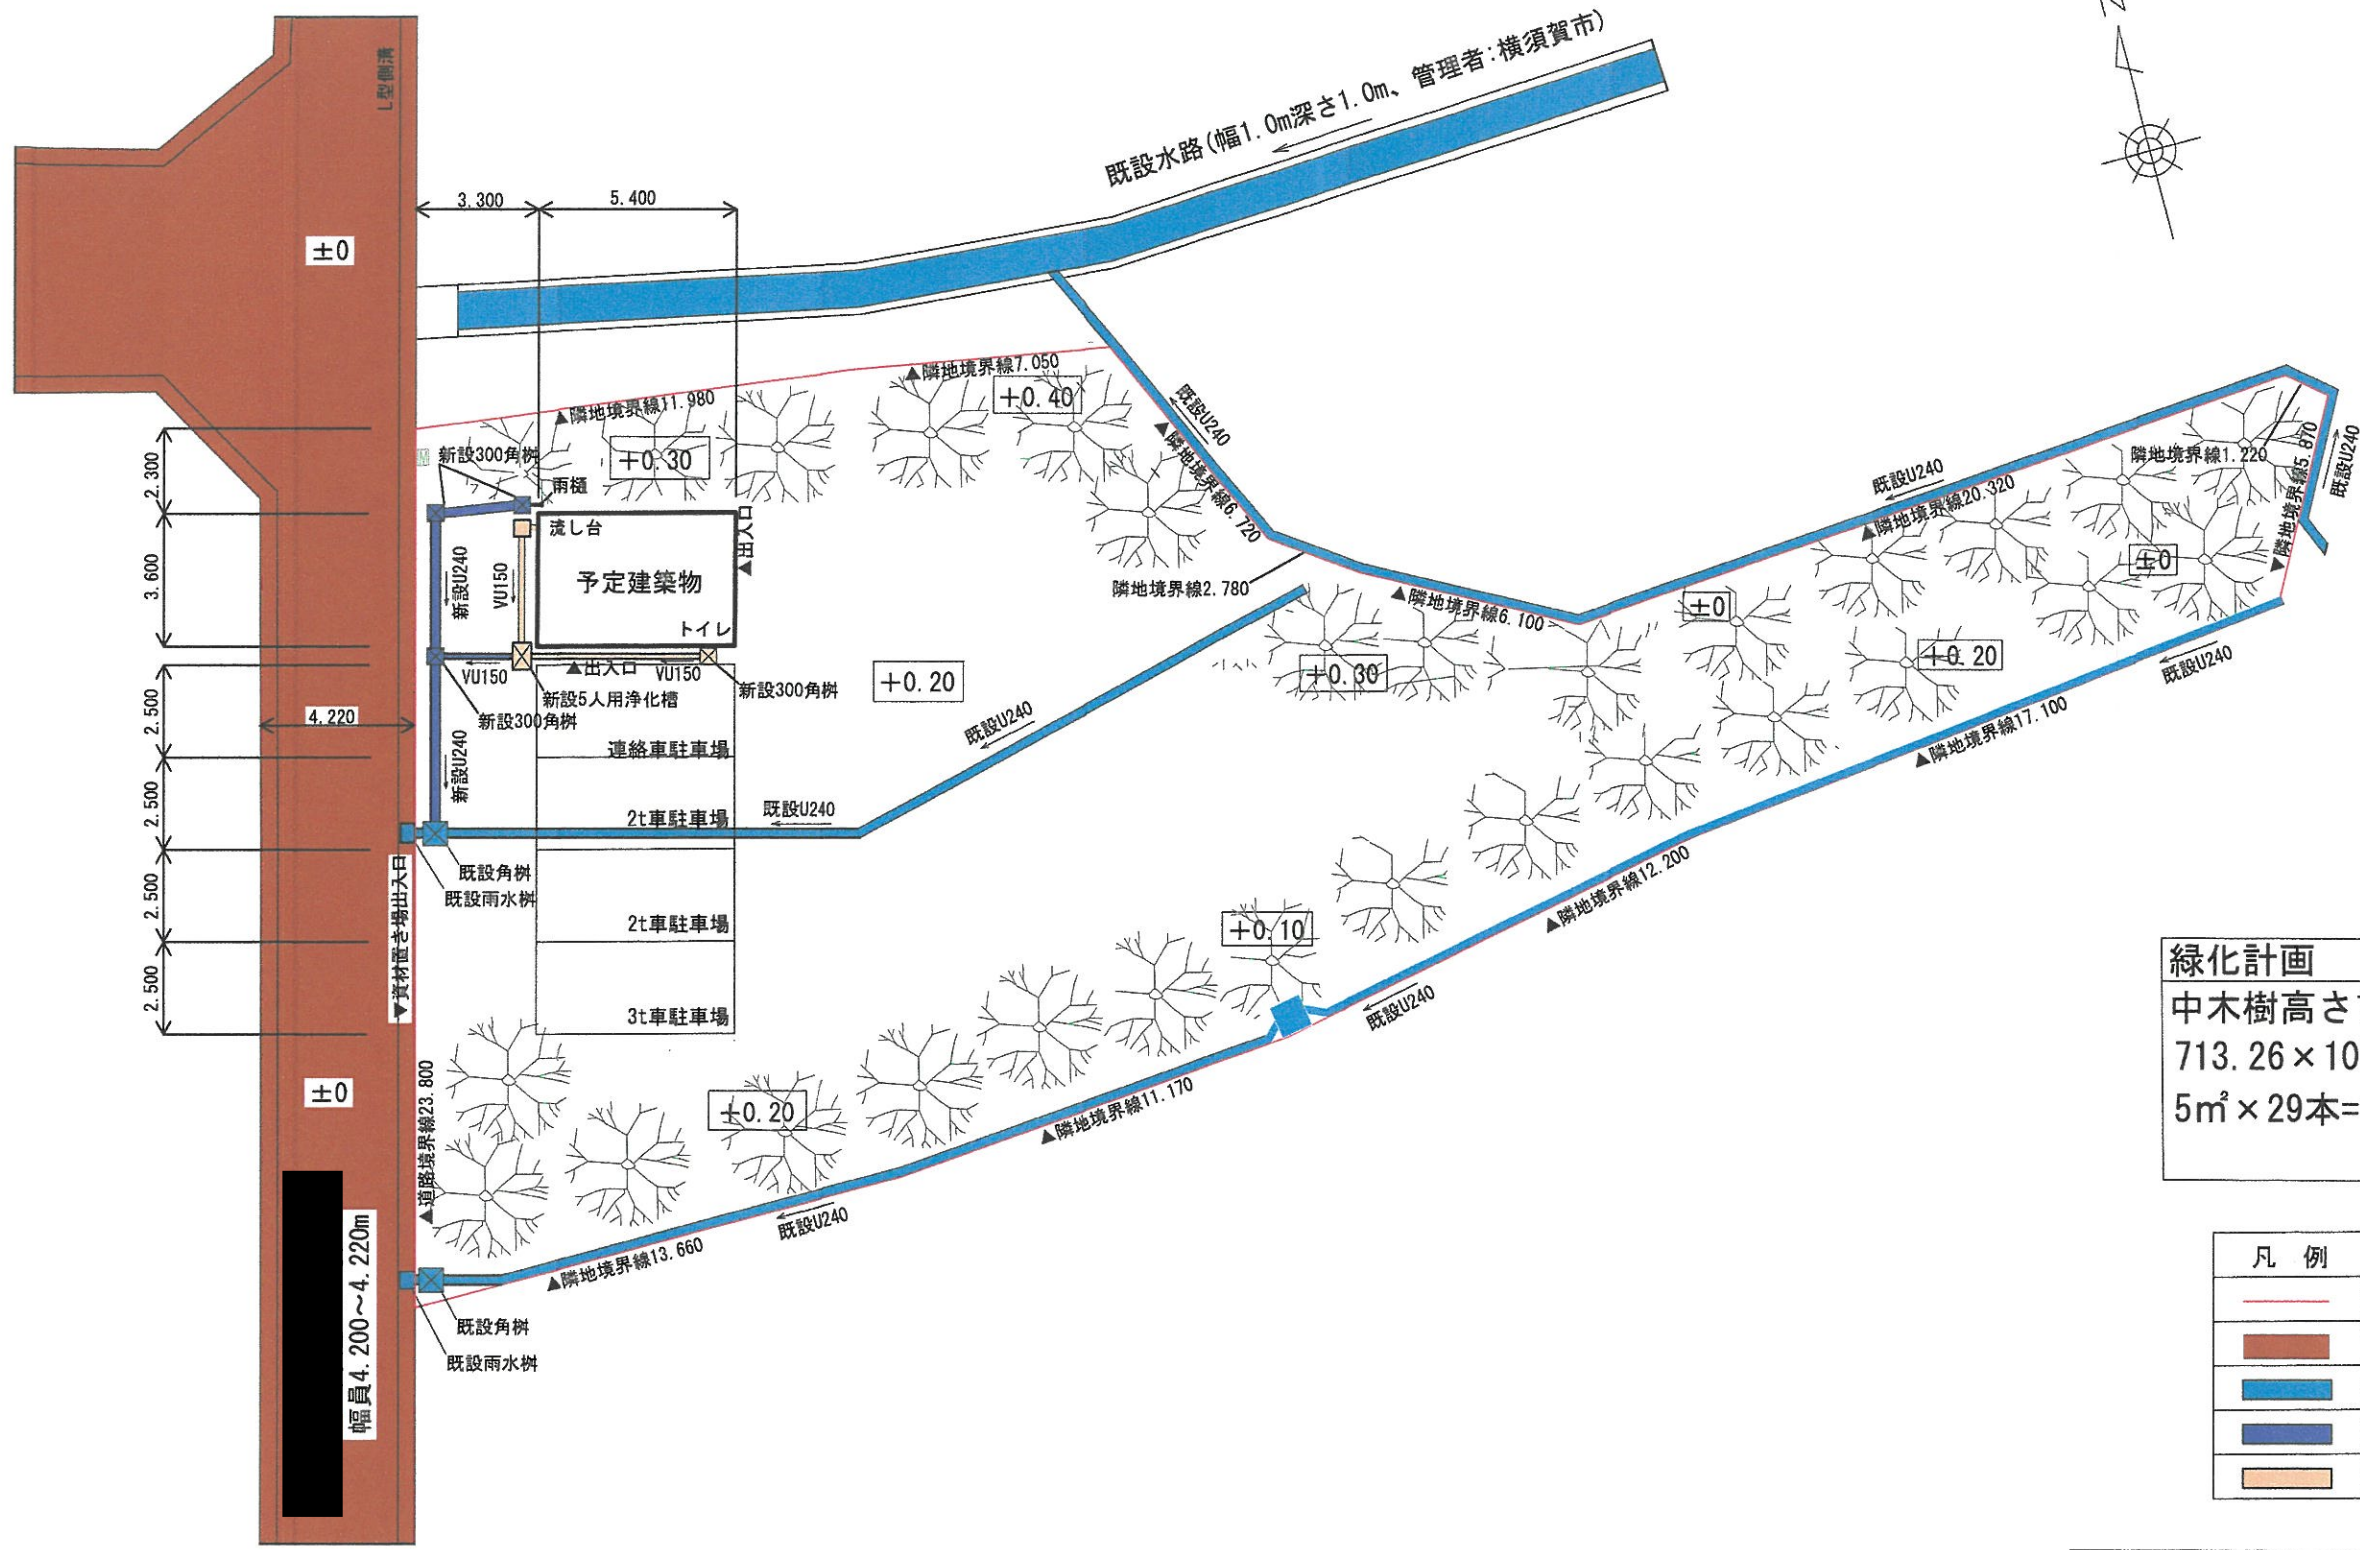 L型側溝
既設水路(幅1.0m深さ1.0m、管理者:横須賀市)
±0
3.300
5.400
▲隣地境界線7.050
+0.40
▲隣地境界線11.980
+0.30
既設U240
▲隣地境界線6.720
新設300角桝
雨樋
流し台
予定建築物
トイレ
▲出入口
新設U240
VU150
2.300
3.600
2.500
2.500
2.500
2.500
4.220
VU150
▲出入口
VU150
新設5人用浄化槽
新設300角桝
新設300角桝
新設U240
+0.20
連絡車駐車場
2t車駐車場
2t車駐車場
3t車駐車場
既設U240
既設U240
既設角桝
既設雨水桝
▼資材置き場出入口
隣地境界線2.780
▲隣地境界線6.100
+0.30
±0
既設U240
▲隣地境界線20.320
隣地境界線1.220
▲隣地境界線5.870
既設U240
±0
+0.20
既設U240
▲隣地境界線17.100
▲隣地境界線12.200
+0.10
既設U240
▲隣地境界線11.170
+0.20
既設U240
▲隣地境界線13.660
▲道路境界線23.800
±0
幅員4.200~4.220m
既設角桝
既設雨水桝
緑化計画
中木樹高さ
713.26×10
5㎡×29本=
凡 例